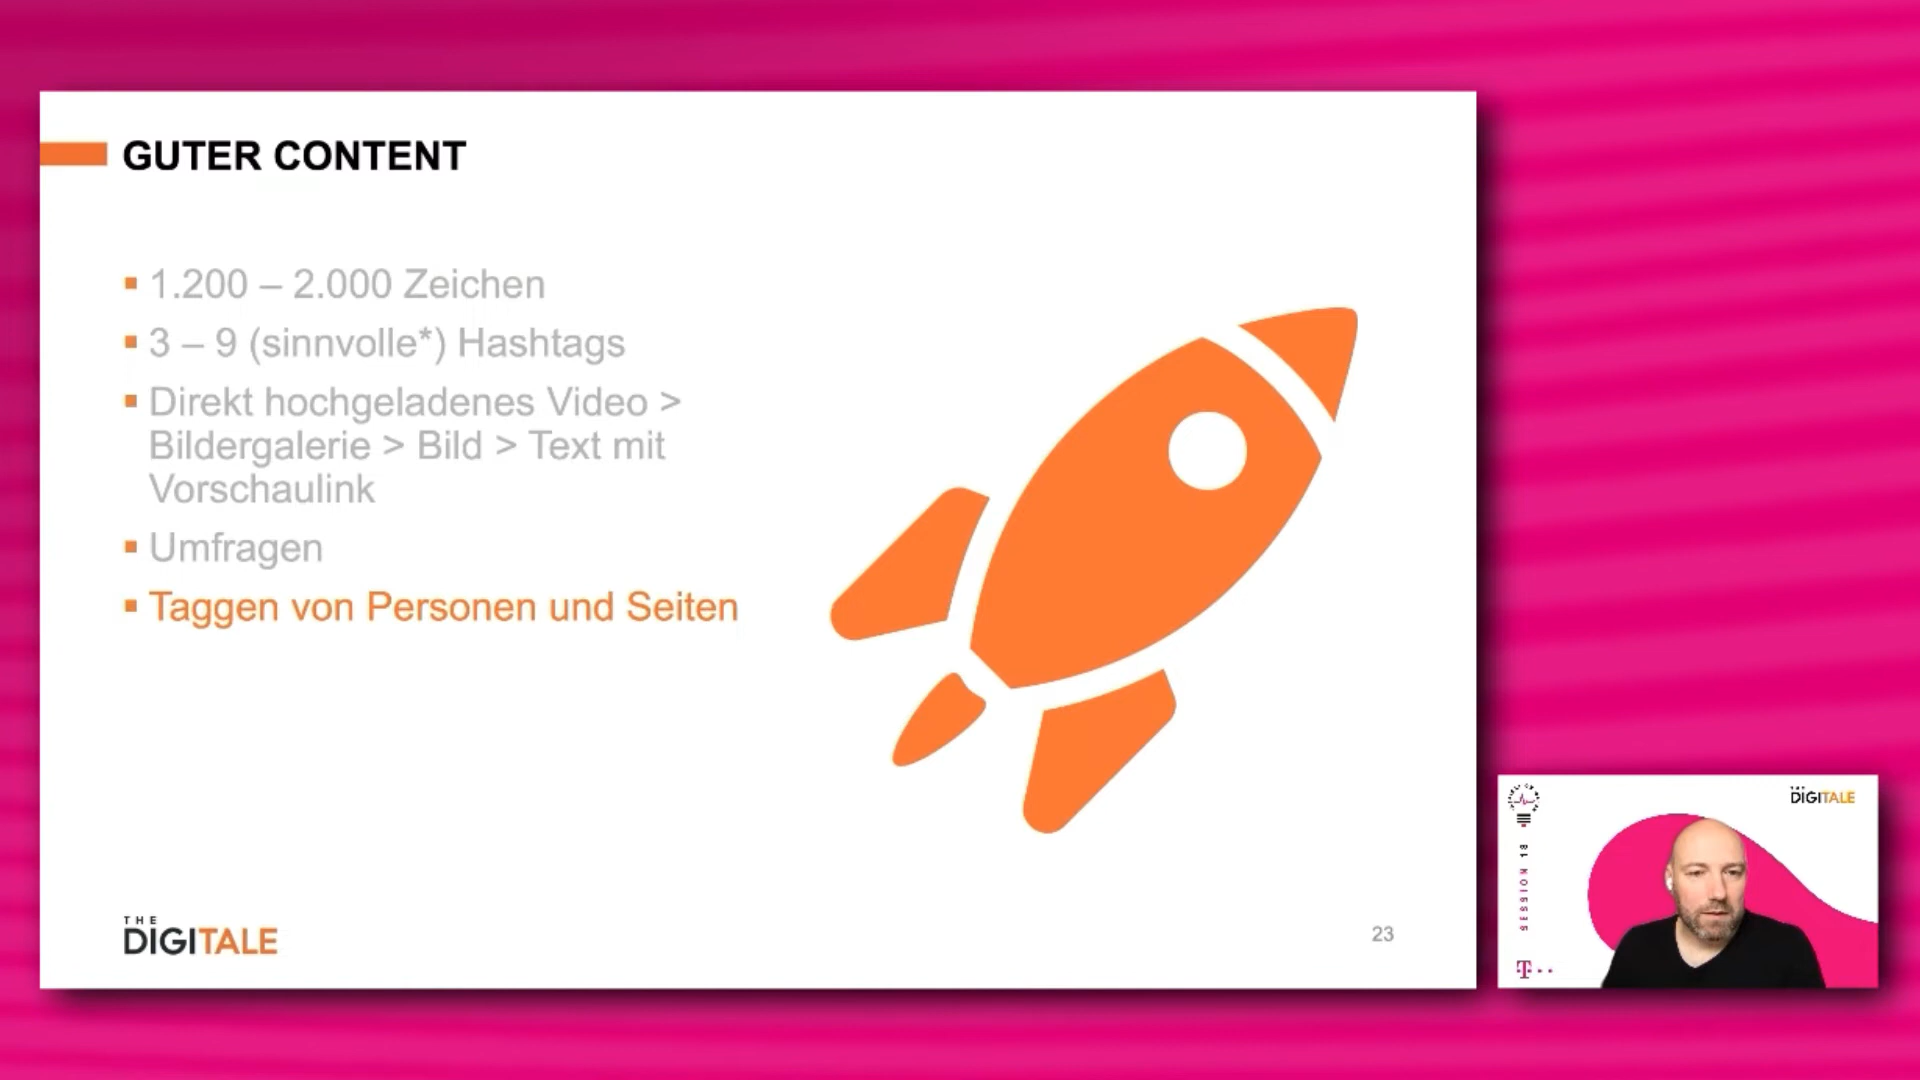 GUTER CONTENT
▪ 1.200 – 2.000 Zeichen
▪ 3 – 9 (sinnvolle*) Hashtags
▪ Direkt hochgeladenes Video >
Bildergalerie > Bild > Text mit
Vorschaulink
▪ Umfragen
▪ Taggen von Personen und Seiten
THE
DIGITALE
23
THE
DIGITALE
SESSION 18
T